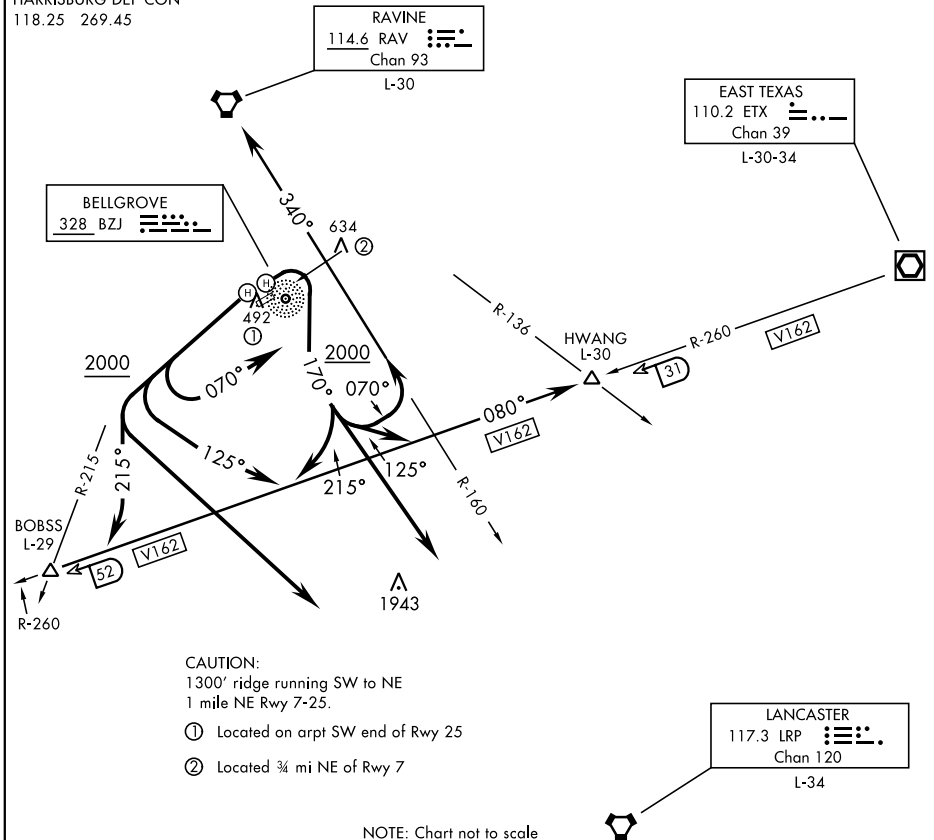 HARRISBURG DEP CON
118.25 269.45
RAVINE
114.6 RAV
Chan 93
L-30
EAST TEXAS
110.2 ETX
Chan 39
L-30-34
BELLGROVE
328 BZJ
340°
634
②
H
H
492
①
2000
2000
070°
170°
070°
R-136
HWANG
L-30
R-260
V162
31
080°
V162
125°
125°
215°
R-215
215°
R-160
BOBSS
L-29
52
V162
R-260
1943
CAUTION:
1300' ridge running SW to NE
1 mile NE Rwy 7-25.
① Located on arpt SW end of Rwy 25
② Located ¾ mi NE of Rwy 7
LANCASTER
117.3 LRP
Chan 120
L-34
NOTE: Chart not to scale